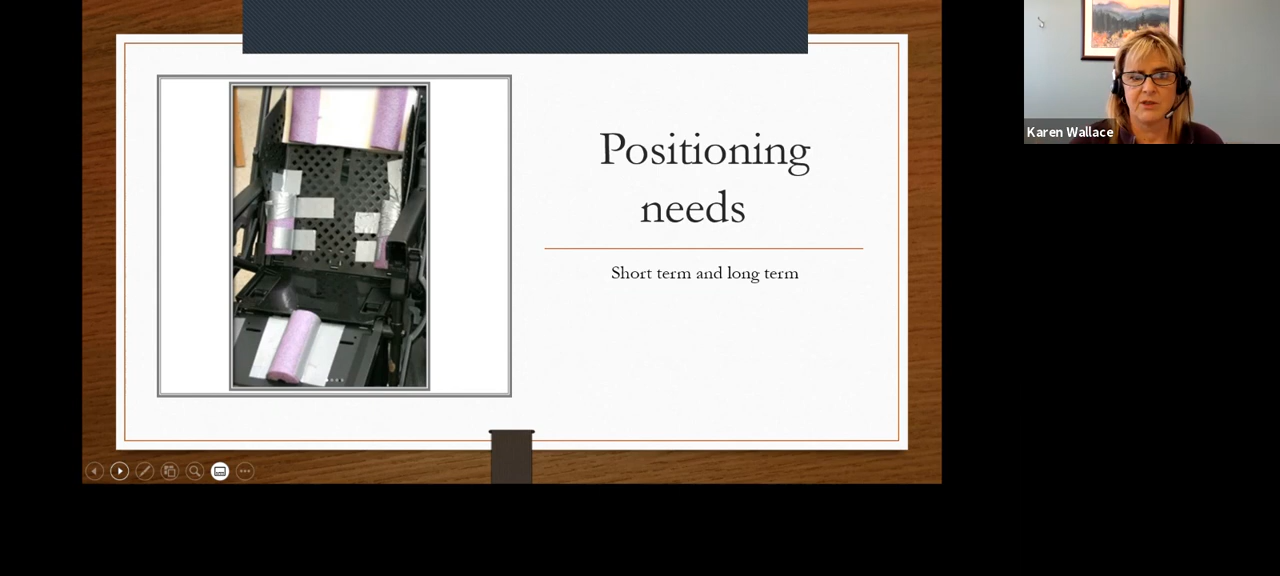 Positioning
needs
Short term and long term
Karen Wallace